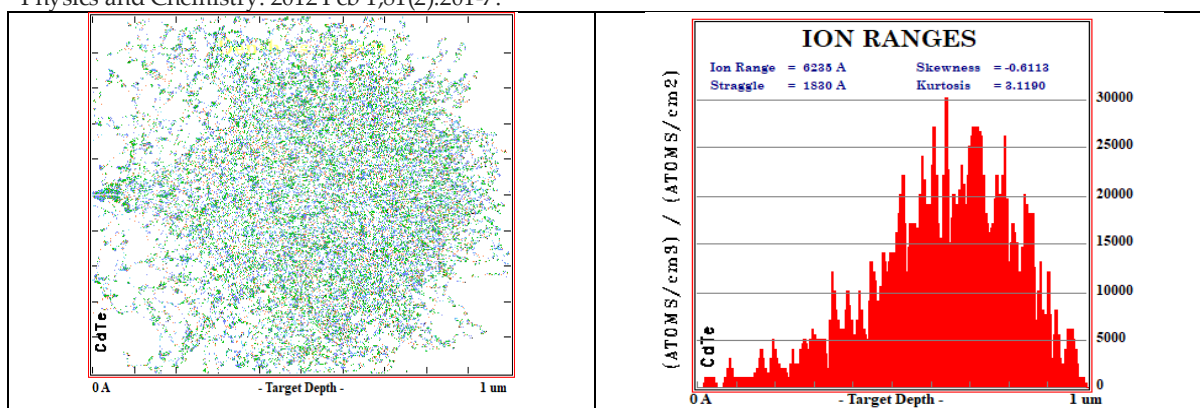 Physics and Chemistry. 2012 Feb 1;81(2):201-7.
CdTe
0 A
- Target Depth -
1 um
ION RANGES
Ion Range = 6235 A
Skewness = -0.6113
Straggle = 1830 A
Kurtosis = 3.1190
(ATOMS/cm3) / (ATOMS/cm2)
30000
25000
20000
15000
10000
5000
0
CdTe
0 A
- Target Depth -
1 um